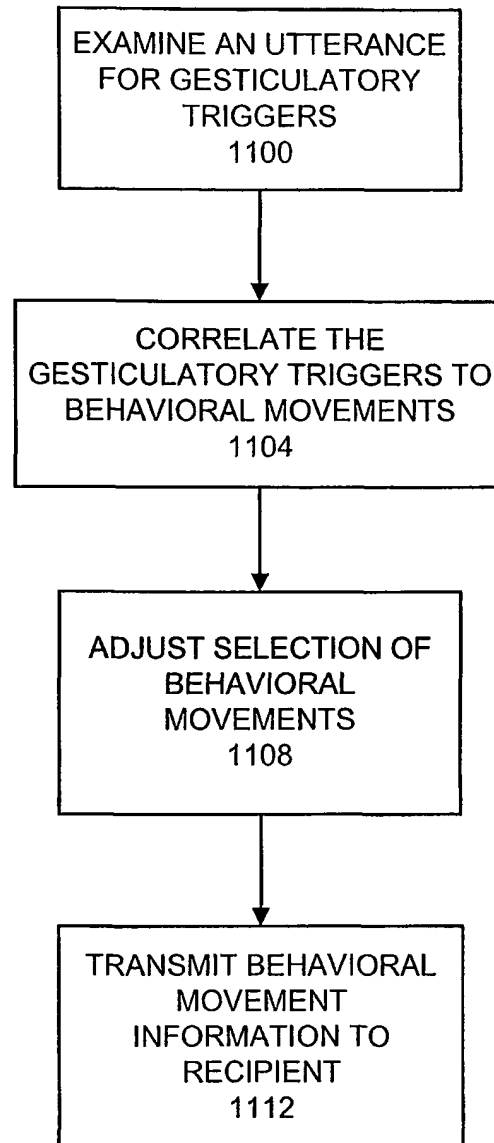 EXAMINE AN UTTERANCE
FOR GESTICULATORY
TRIGGERS
1100
CORRELATE THE
GESTICULATORY TRIGGERS TO
BEHAVIORAL MOVEMENTS
1104
ADJUST SELECTION OF
BEHAVIORAL
MOVEMENTS
1108
TRANSMIT BEHAVIORAL
MOVEMENT
INFORMATION TO
RECIPIENT
1112